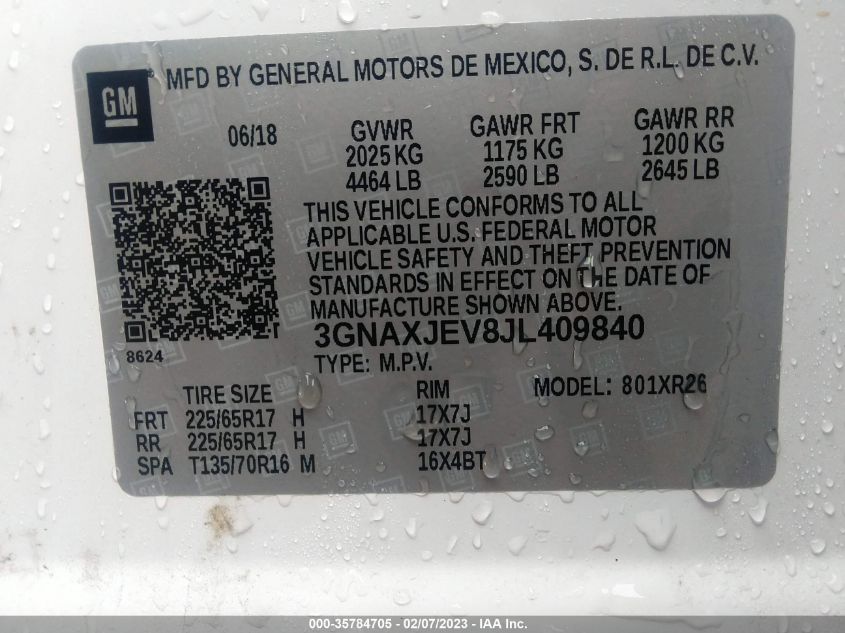 MFD BY GENERAL MOTORS DE MEXICO, S. DE R.L. DE C.V.
GM
06/18 GVWR GAWR FRT GAWR RR
2025 KG 1175 KG 1200 KG
4464 LB 2590 LB 2645 LB
THIS VEHICLE CONFORMS TO ALL
APPLICABLE U.S. FEDERAL MOTOR
VEHICLE SAFETY AND THEFT PREVENTION
STANDARDS IN EFFECT ON THE DATE OF
MANUFACTURE SHOWN ABOVE.
3GNAXJEV8JL409840
8624
TYPE: M.P.V.
TIRE SIZE RIM MODEL: 801XR26
FRT 225/65R17 H 17X7J
RR 225/65R17 H 17X7J
SPA T135/70R16 M 16X4BT
000-35784705 - 02/07/2023 - IAA Inc.